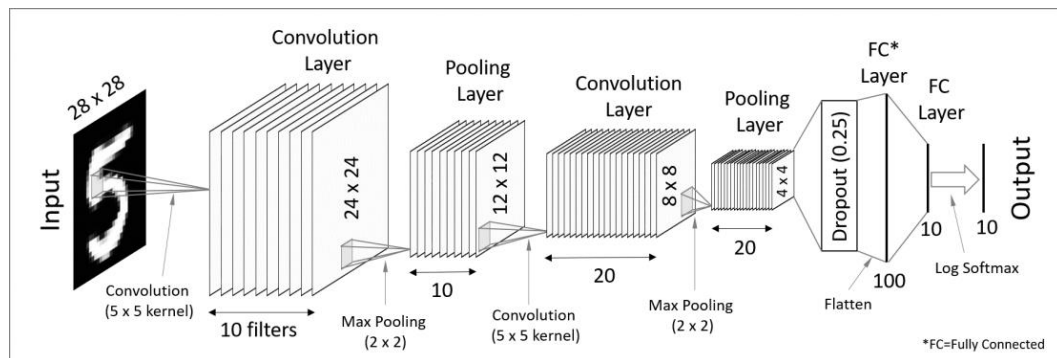 Input
28 x 28
Convolution
(5 x 5 kernel)
Convolution
Layer
24 x 24
10 filters
Max Pooling
(2 x 2)
Pooling
Layer
12 x 12
10
Convolution
(5 x 5 kernel)
Convolution
Layer
8 x 8
20
Max Pooling
(2 x 2)
Pooling
Layer
4 x 4
20
Dropout (0.25)
Flatten
FC*
Layer
100
FC
Layer
10
Log Softmax
10
Output
*FC=Fully Connected